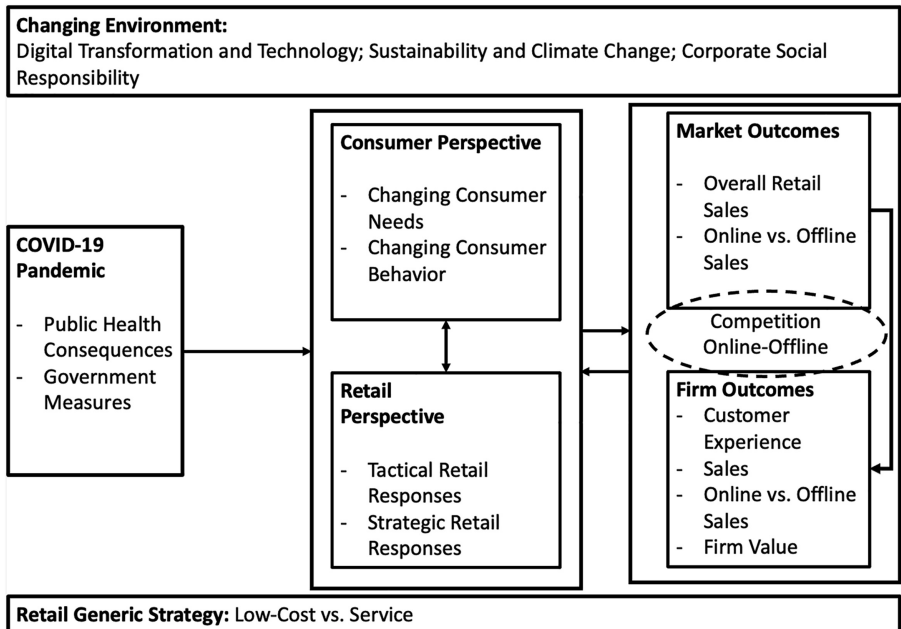 Changing Environment:
Digital Transformation and Technology; Sustainability and Climate Change; Corporate Social
Responsibility
COVID-19
Pandemic
- Public Health
Consequences
- Government
Measures
Consumer Perspective
- Changing Consumer
Needs
- Changing Consumer
Behavior
Retail
Perspective
- Tactical Retail
Responses
- Strategic Retail
Responses
Market Outcomes
- Overall Retail
Sales
- Online vs. Offline
Sales
Competition
Online-Offline
Firm Outcomes
- Customer
Experience
- Sales
- Online vs. Offline
Sales
- Firm Value
Retail Generic Strategy: Low-Cost vs. Service